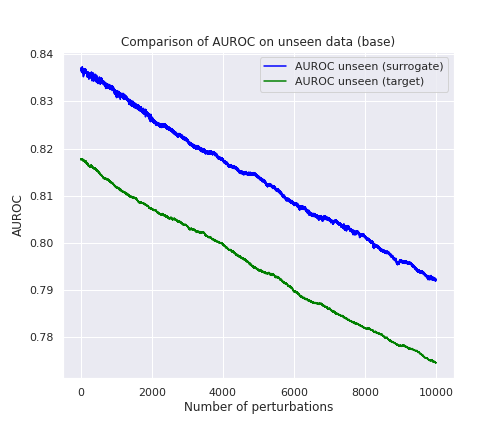 Comparison of AUROC on unseen data (base)
AUROC unseen (surrogate)
AUROC unseen (target)
AUROC
0.84
0.83
0.82
0.81
0.80
0.79
0.78
0 2000 4000 6000 8000 10000
Number of perturbations